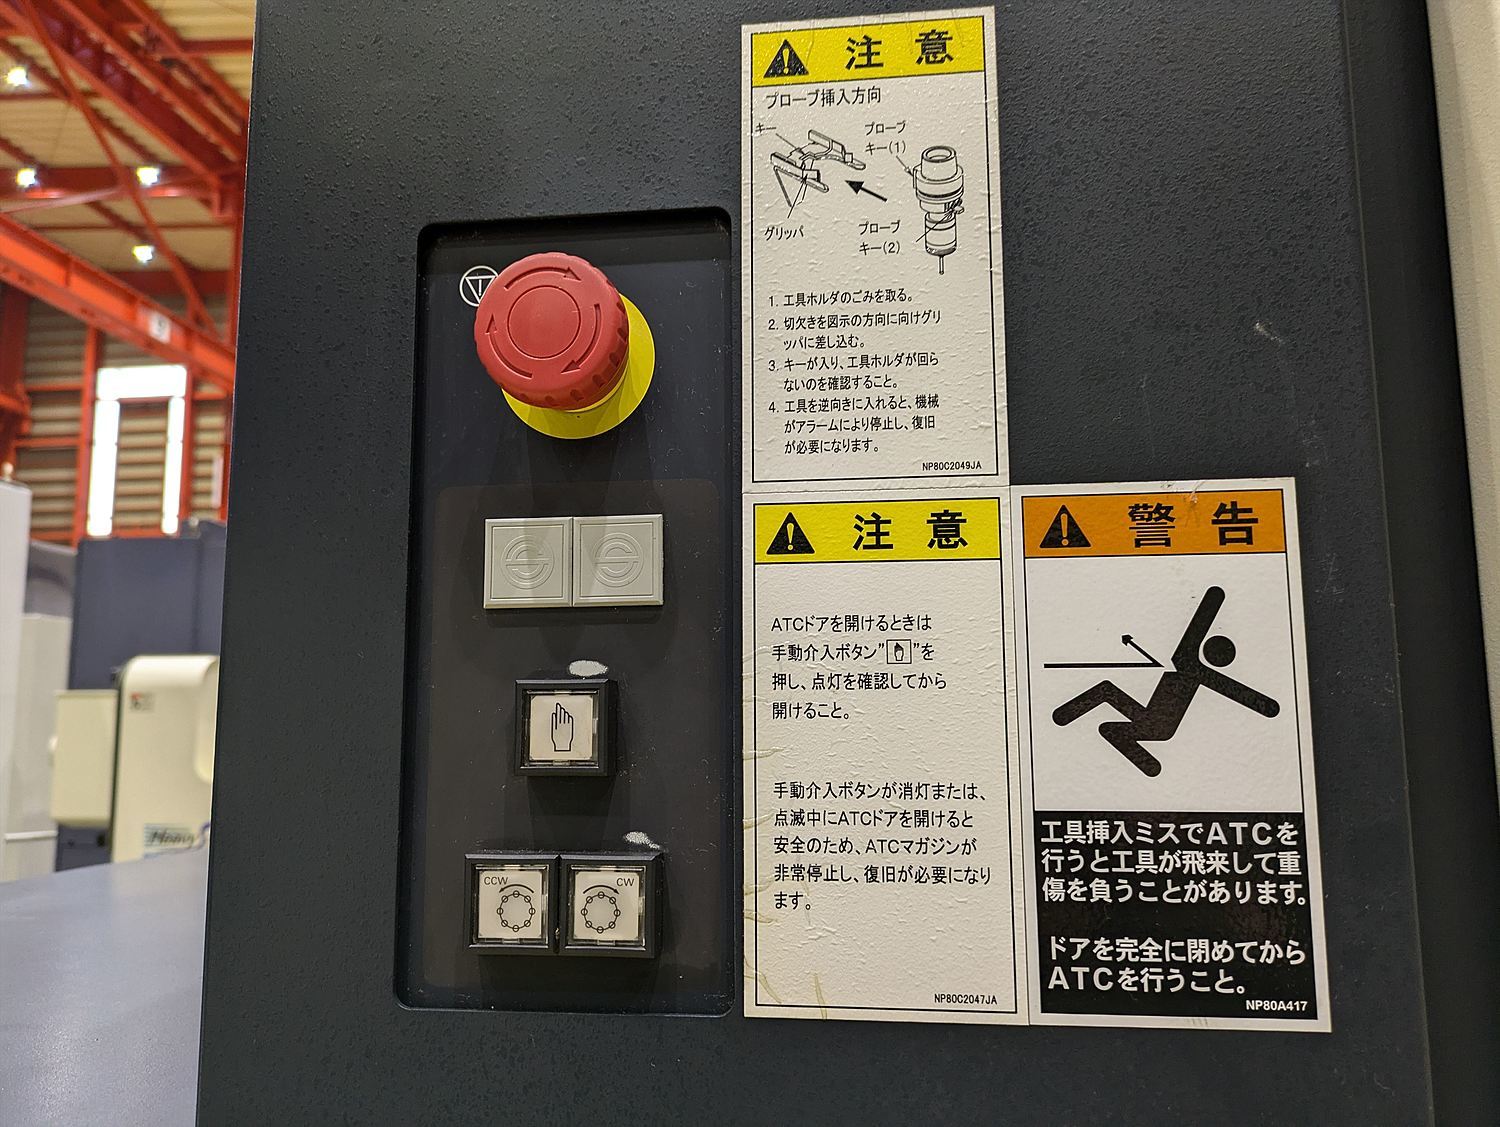 注意
プローブ挿入方向
キー
プローブ
キー(1)
グリッパ
プローブ
キー(2)
1. 工具ホルダのごみを取る。
2. 切欠きを図示の方向に向けグリ
ッパに差し込む。
3. キーが入り、工具ホルダが回ら
ないのを確認すること。
4. 工具を逆向きに入れると、機械
がアラームにより停止し、復旧
が必要になります。
NP80C2049JA
注意
ATCドアを開けるときは
手動介入ボタン""を
押し、点灯を確認してから
開けること。
手動介入ボタンが消灯または、
点滅中にATCドアを開けると
安全のため、ATCマガジンが
非常停止し、復旧が必要になり
ます。
NP80C2047JA
警告
工具挿入ミスでATCを
行うと工具が飛来して重
傷を負うことがあります。
ドアを完全に閉めてから
ATCを行うこと。
NP80A417
CCW
CW
9